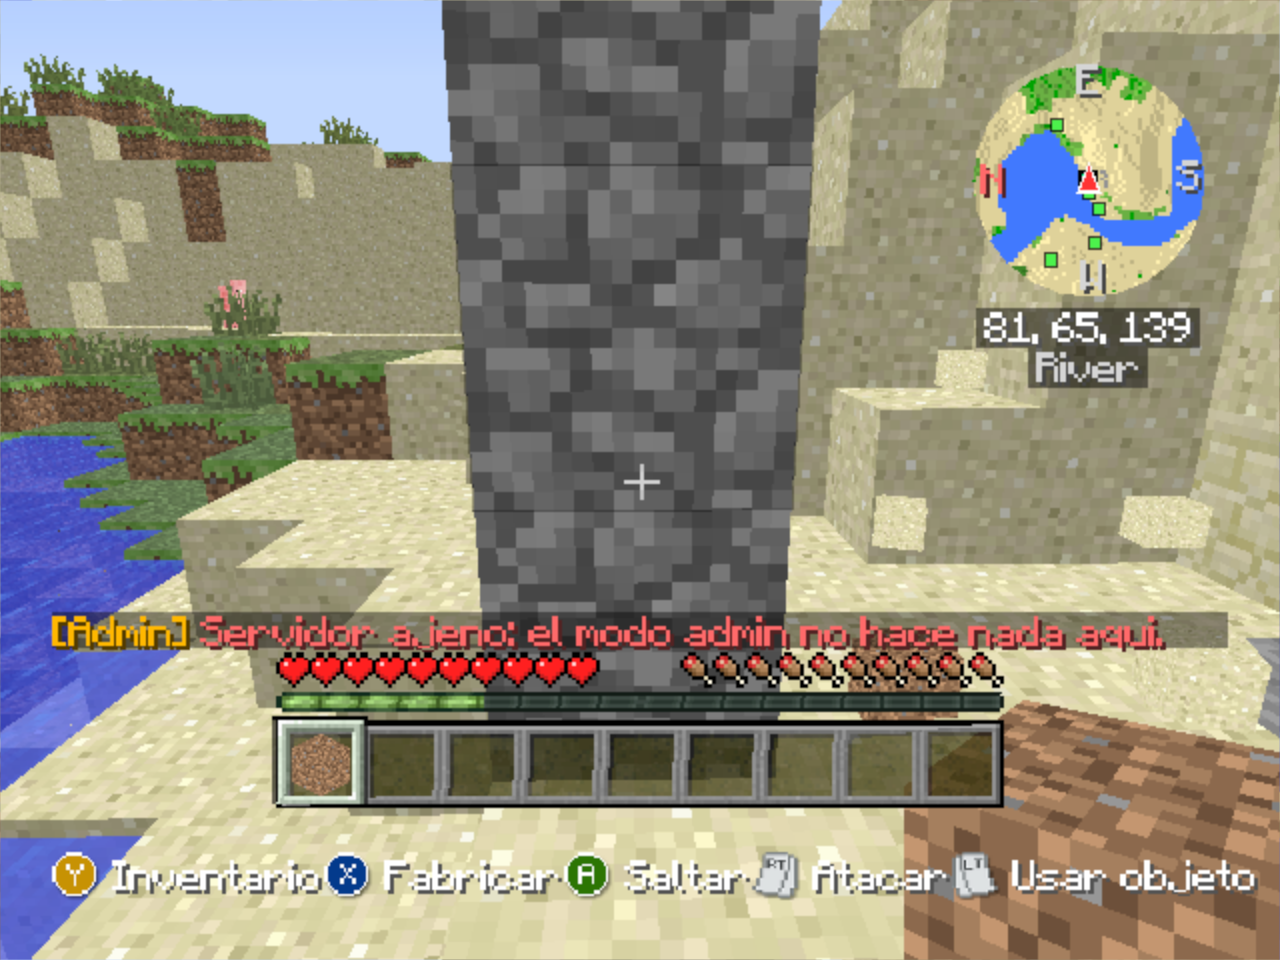 E
N
S
W
81, 65, 139
River
[Admin] Servidor ajeno: el modo admin no hace nada aquí.
Y Inventario X Fabricar A Saltar RT Atacar LT Usar objeto